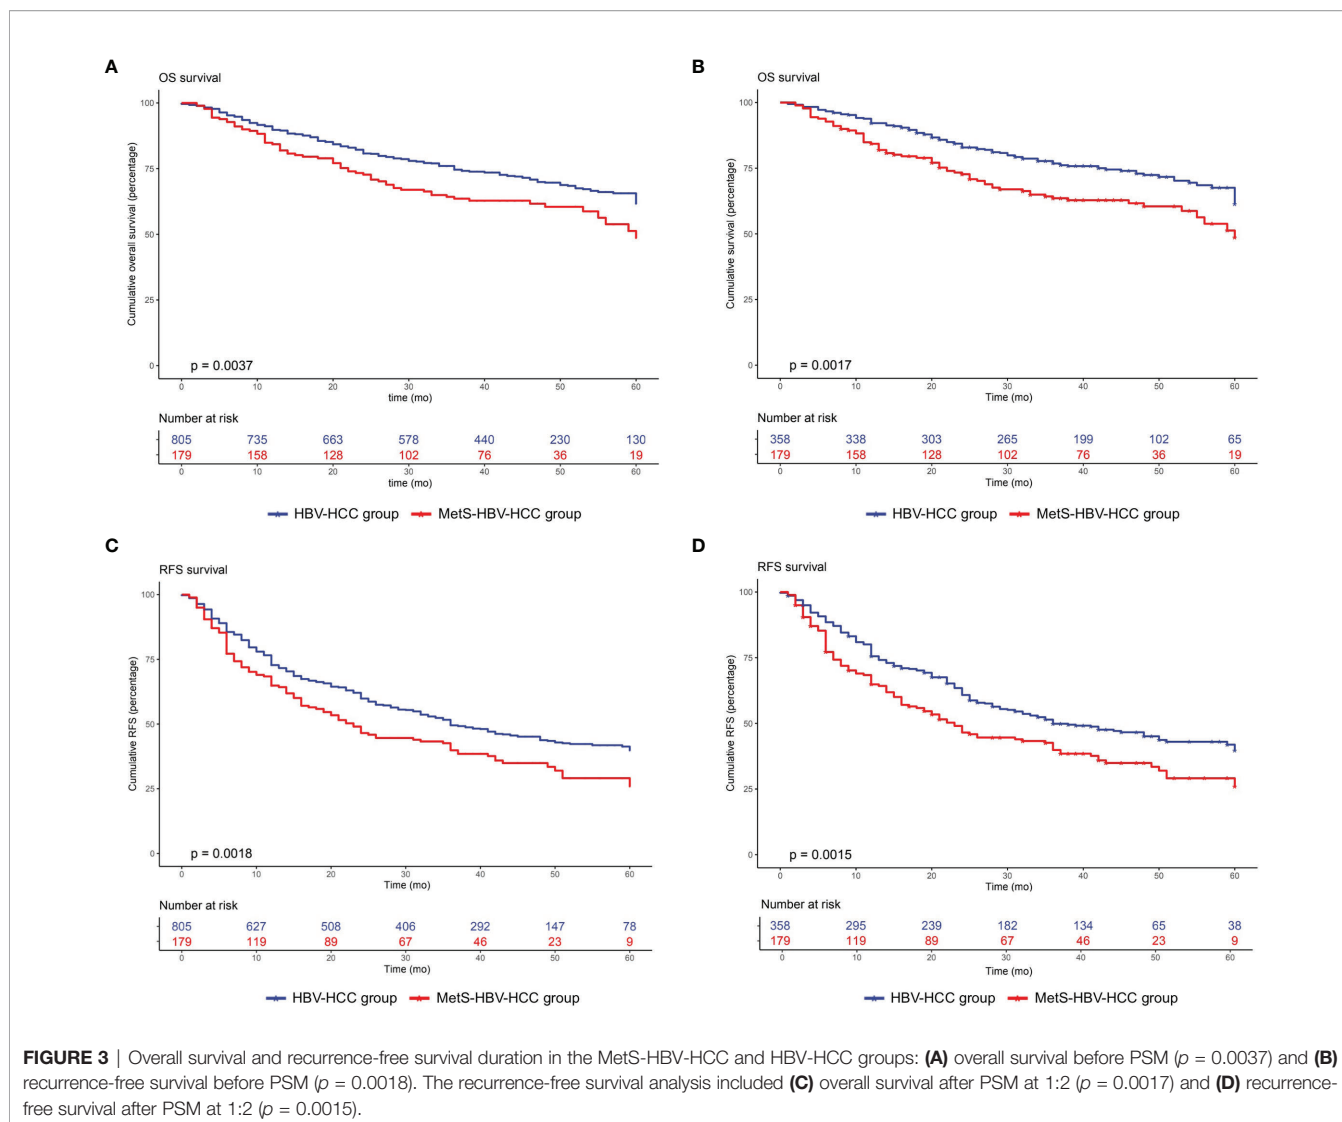 A
OS survival
Cumulative overall survival (percentage)
100
75
50
25
0
p = 0.0037
0 10 20 30 40 50 60
time (mo)
Number at risk
805 735 663 578 440 230 130
179 158 128 102 76 36 19
0 10 20 30 40 50 60
time (mo)
HBV-HCC group MetS-HBV-HCC group
B
OS survival
Cumulative survival (percentage)
100
75
50
25
0
p = 0.0017
0 10 20 30 40 50 60
Time (mo)
Number at risk
358 338 303 265 199 102 65
179 158 128 102 76 36 19
0 10 20 30 40 50 60
Time (mo)
HBV-HCC group MetS-HBV-HCC group
C
RFS survival
Cumulative RFS (percentage)
100
75
50
25
0
p = 0.0018
0 10 20 30 40 50 60
Time (mo)
Number at risk
805 627 508 406 292 147 78
179 119 89 67 46 23 9
0 10 20 30 40 50 60
Time (mo)
HBV-HCC group MetS-HBV-HCC group
D
RFS survival
Cumulative RFS (percentage)
100
75
50
25
0
p = 0.0015
0 10 20 30 40 50 60
Time (mo)
Number at risk
358 295 239 182 134 65 38
179 119 89 67 46 23 9
0 10 20 30 40 50 60
Time (mo)
HBV-HCC group MetS-HBV-HCC group
FIGURE 3 | Overall survival and recurrence-free survival duration in the MetS-HBV-HCC and HBV-HCC groups: (A) overall survival before PSM (p = 0.0037) and (B)
recurrence-free survival before PSM (p = 0.0018). The recurrence-free survival analysis included (C) overall survival after PSM at 1:2 (p = 0.0017) and (D) recurrence-
free survival after PSM at 1:2 (p = 0.0015).